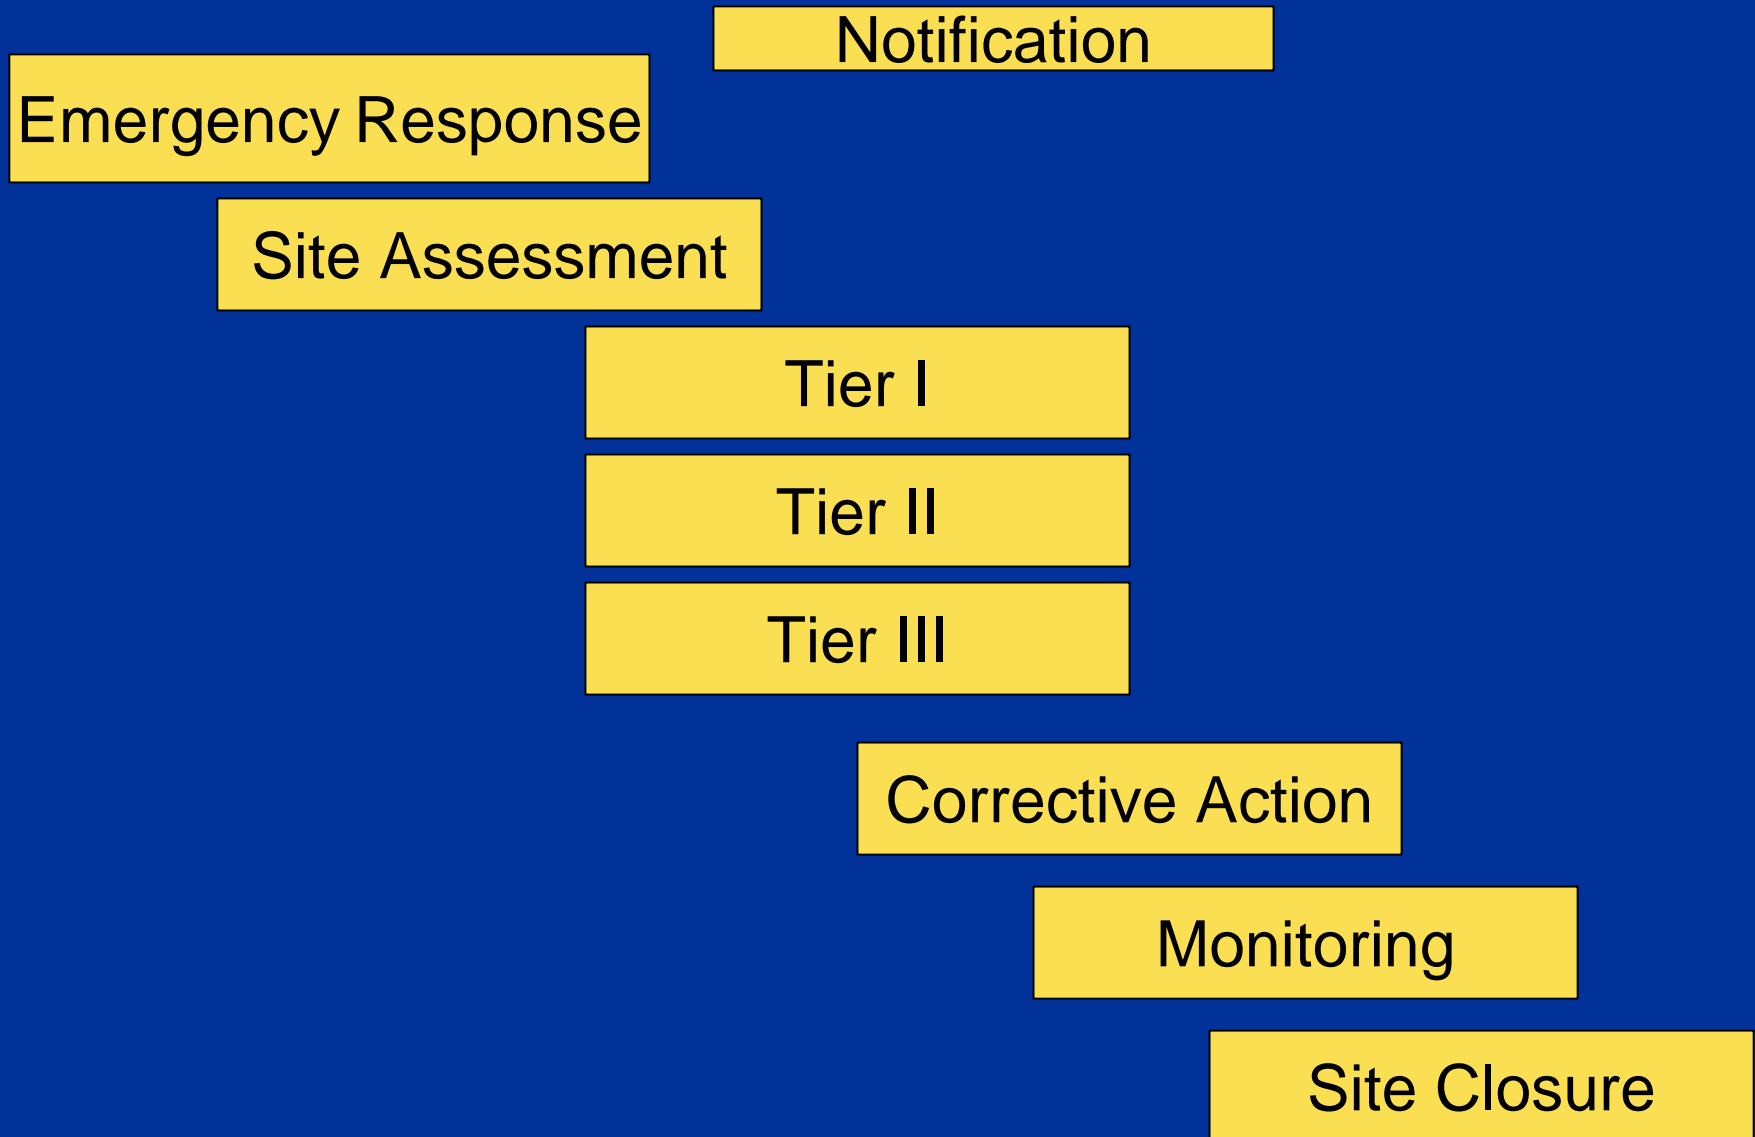 Notification
Emergency Response
Site Assessment
Tier I
Tier II
Tier III
Corrective Action
Monitoring
Site Closure